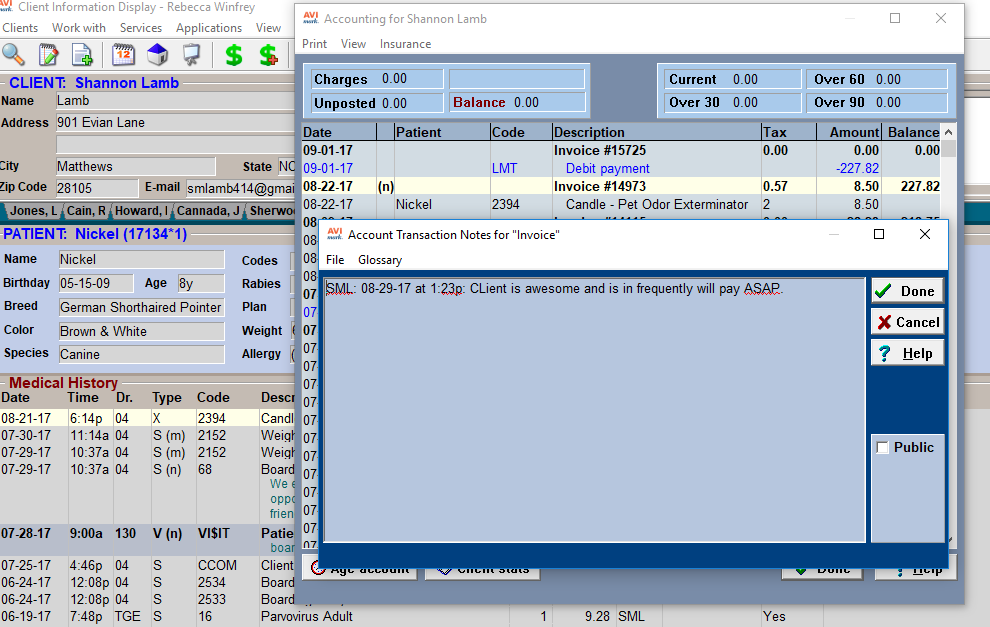 AVI mark. Client Information Display - Rebecca Winfrey
Clients Work with Services Applications View
12 $ $
CLIENT: Shannon Lamb
Name Lamb
Address 901 Evian Lane
City Matthews State NC
Zip Code 28105 E-mail smlamb414@gmai
Jones, L Cain, R Howard, Cannada, J Sherwoo
PATIENT: Nickel (17134*1)
Name Nickel Codes
Birthday 05-15-09 Age 8y Rabies
Breed German Shorthaired Pointer Plan
Color Brown & White Weight
Species Canine Allergy
Medical History
Date Time Dr. Type Code Descr
08-21-17 6:14p 04 X 2394 Candl
07-30-17 11:14a 04 S (m) 2152 Weigh
07-29-17 10:37a 04 S (m) 2152 Weigh
07-29-17 10:37a 04 S (n) 68 Board
We e
oppo
frien
07-28-17 9:00a 130 V (n) VI$IT Patie
boar
07-25-17 4:46p 04 S CCOM Client
06-24-17 12:08p 04 S 2534 Board
06-24-17 12:08p 04 S 2533 Board
06-19-17 7:48p TGE S 16 Parvovirus Adult 1 9.28 SML Yes
AVI mark. Accounting for Shannon Lamb
Print View Insurance
Charges 0.00
Unposted 0.00 Balance 0.00
Current 0.00 Over 60 0.00
Over 30 0.00 Over 90 0.00
Date Patient Code Description Tax Amount Balance
09-01-17 Invoice #15725 0.00 0.00
09-01-17 LMT Debit payment -227.82
08-22-17 (n) Invoice #14973 0.57 8.50 227.82
08-22-17 Nickel 2394 Candle - Pet Odor Exterminator 2 8.50
Age account Client stats Done Help
AVI mark. Account Transaction Notes for "Invoice"
File Glossary
SML: 08-29-17 at 1:23p: CLient is awesome and is in frequently will pay ASAP.
Done
Cancel
Help
Public